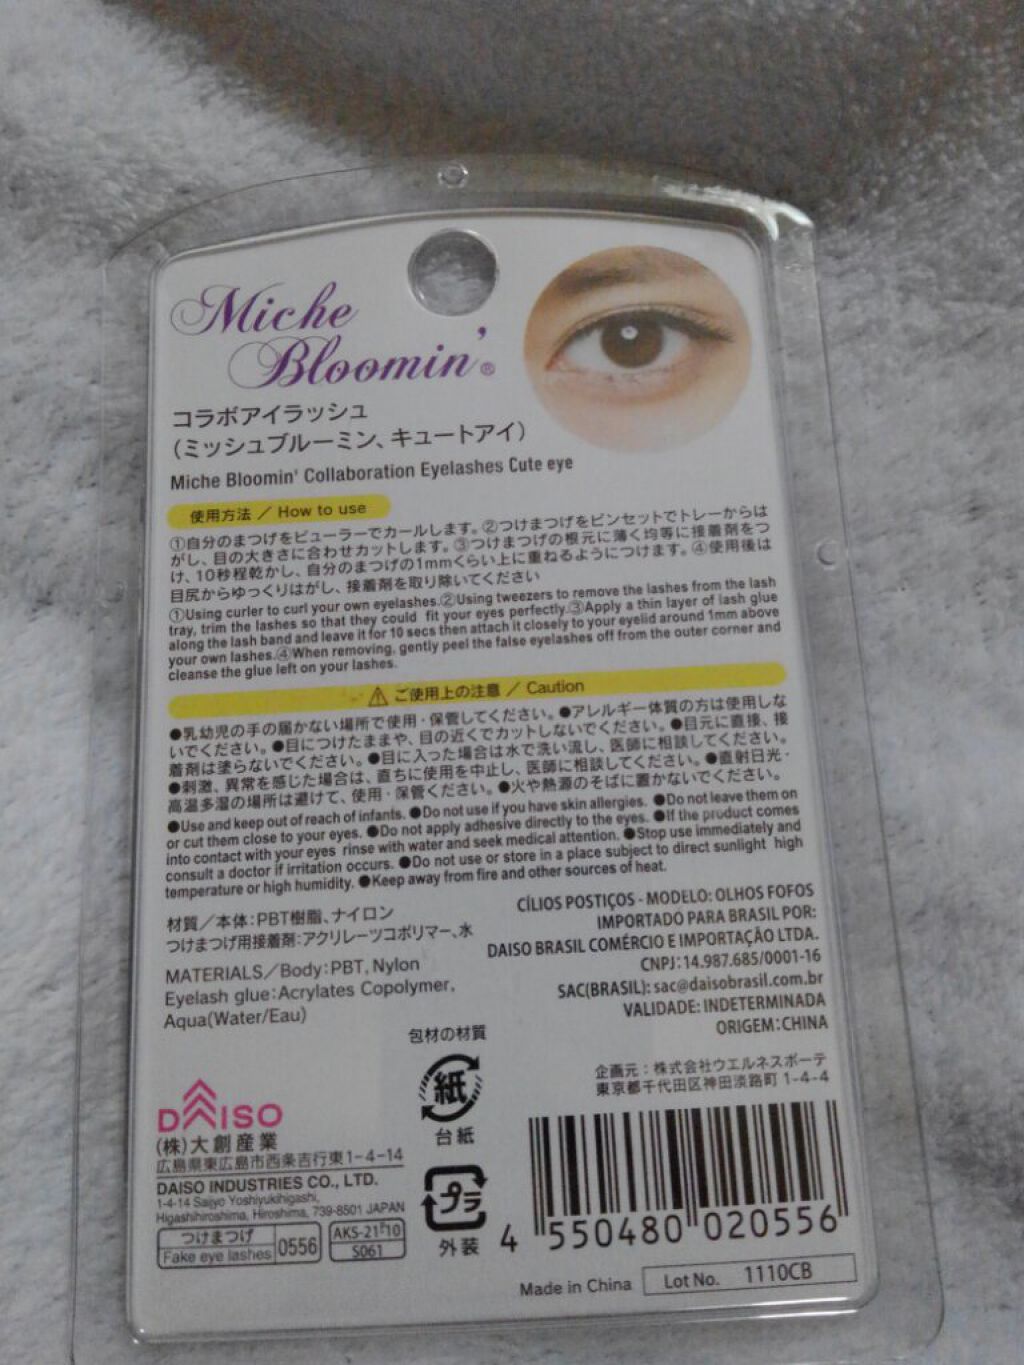 Miche
Bloomin'®
コラボアイラッシュ
(ミッシュブルーミン、キュートアイ)
Miche Bloomin' Collaboration Eyelashes Cute eye
使用方法 / How to use
①自分のまつげをビューラーでカールします。②つけまつげをピンセットでトレーからは
がし、目の大きさに合わせカットします。③つけまつげの根元に薄く均等に接着剤をつ
け、10秒程乾かし、自分のまつげの1mmくらい上に重ねるようにつけます。④使用後は
目尻からゆっくりはがし、接着剤を取り除いてください
①Using curler to curl your own eyelashes.②Using tweezers to remove the lashes from the lash
tray, trim the lashes so that they could fit your eyes perfectly.③Apply a thin layer of lash glue
along the lash band and leave it for 10 secs then attach it closely to your eyelid around 1mm above
your own lashes.④When removing, gently peel the false eyelashes off from the outer corner and
cleanse the glue left on your lashes.
⚠ ご使用上の注意 / Caution
●乳幼児の手の届かない場所で使用・保管してください。●アレルギー体質の方は使用しな
いでください。●目につけたままや、目の近くでカットしないでください。●目元に直接、接
着剤は塗らないでください。●目に入った場合は水で洗い流し、医師に相談してください。
●刺激、異常を感じた場合は、直ちに使用を中止し、医師に相談してください。●直射日光・
高温多湿の場所は避けて、使用・保管ください。●火や熱源のそばに置かないでください。
●Use and keep out of reach of infants. ●Do not use if you have skin allergies. ●Do not leave them on
or cut them close to your eyes. ●Do not apply adhesive directly to the eyes. ●If the product comes
into contact with your eyes rinse with water and seek medical attention. ●Stop use immediately and
consult a doctor if irritation occurs. ●Do not use or store in a place subject to direct sunlight high
temperature or high humidity. ●Keep away from fire and other sources of heat.
材質/本体:PBT樹脂、ナイロン
つけまつげ用接着剤:アクリレーツコポリマー、水
MATERIALS/Body:PBT, Nylon
Eyelash glue:Acrylates Copolymer,
Aqua(Water/Eau)
CÍLIOS POSTIÇOS - MODELO: OLHOS FOFOS
IMPORTADO PARA BRASIL POR:
DAISO BRASIL COMÉRCIO E IMPORTAÇÃO LTDA.
CNPJ:14.987.685/0001-16
SAC(BRASIL): sac@daisobrasil.com.br
VALIDADE: INDETERMINADA
ORIGEM:CHINA
包材の材質
紙
台紙
プラ
外装
企画元:株式会社ウエルネスボーテ
東京都千代田区神田淡路町 1-4-4
DAISO
(株)大創産業
広島県東広島市西条吉行東1-4-14
DAISO INDUSTRIES CO., LTD.
1-4-14 Saijyo Yoshiyukihigashi,
Higashihiroshima, Hiroshima, 739-8501 JAPAN
つけまつげ
Fake eye lashes 0556
AKS-21-10
S061
4 550480 020556
Made in China
Lot No. 1110CB